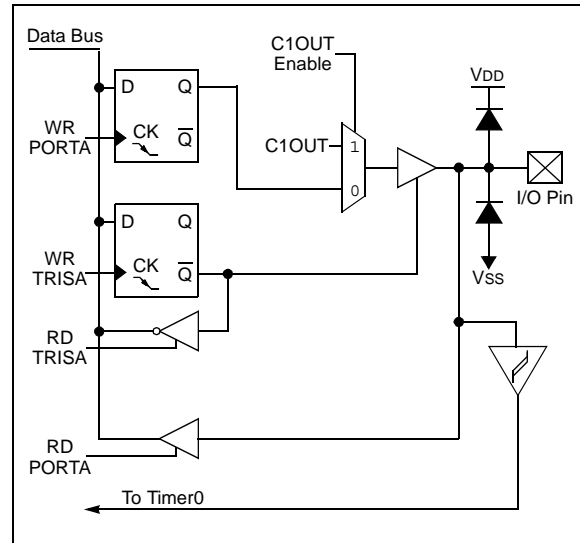 Data Bus
C1OUT
Enable
VDD
D Q
WR
PORTA
CK
Q
C1OUT
1
0
I/O Pin
D Q
WR
TRISA
CK
Q
VSS
RD
TRISA
RD
PORTA
To Timer0